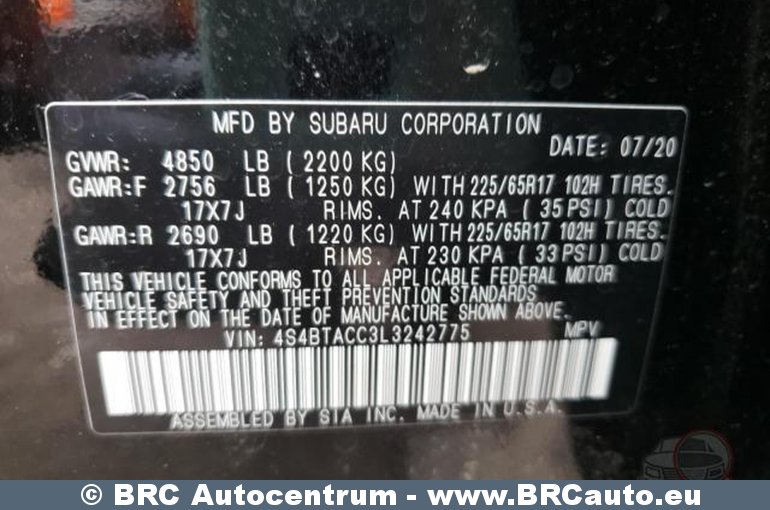 MFD BY SUBARU CORPORATION
DATE: 07/20
GVWR: 4850 LB ( 2200 KG)
GAWR:F 2756 LB ( 1250 KG) WITH 225/65R17 102H TIRES.
17X7J RIMS. AT 240 KPA ( 35 PSI) COLD
GAWR:R 2690 LB ( 1220 KG) WITH 225/65R17 102H TIRES.
17X7J RIMS. AT 230 KPA ( 33 PSI) COLD
THIS VEHICLE CONFORMS TO ALL APPLICABLE FEDERAL MOTOR
VEHICLE SAFETY AND THEFT PREVENTION STANDARDS
IN EFFECT ON THE DATE OF MANUFACTURE SHOWN ABOVE.
VIN: 4S4BTACC3L3242775 MPV
ASSEMBLED BY SIA INC. MADE IN U.S.A.
© BRC Autocentrum - www.BRCauto.eu